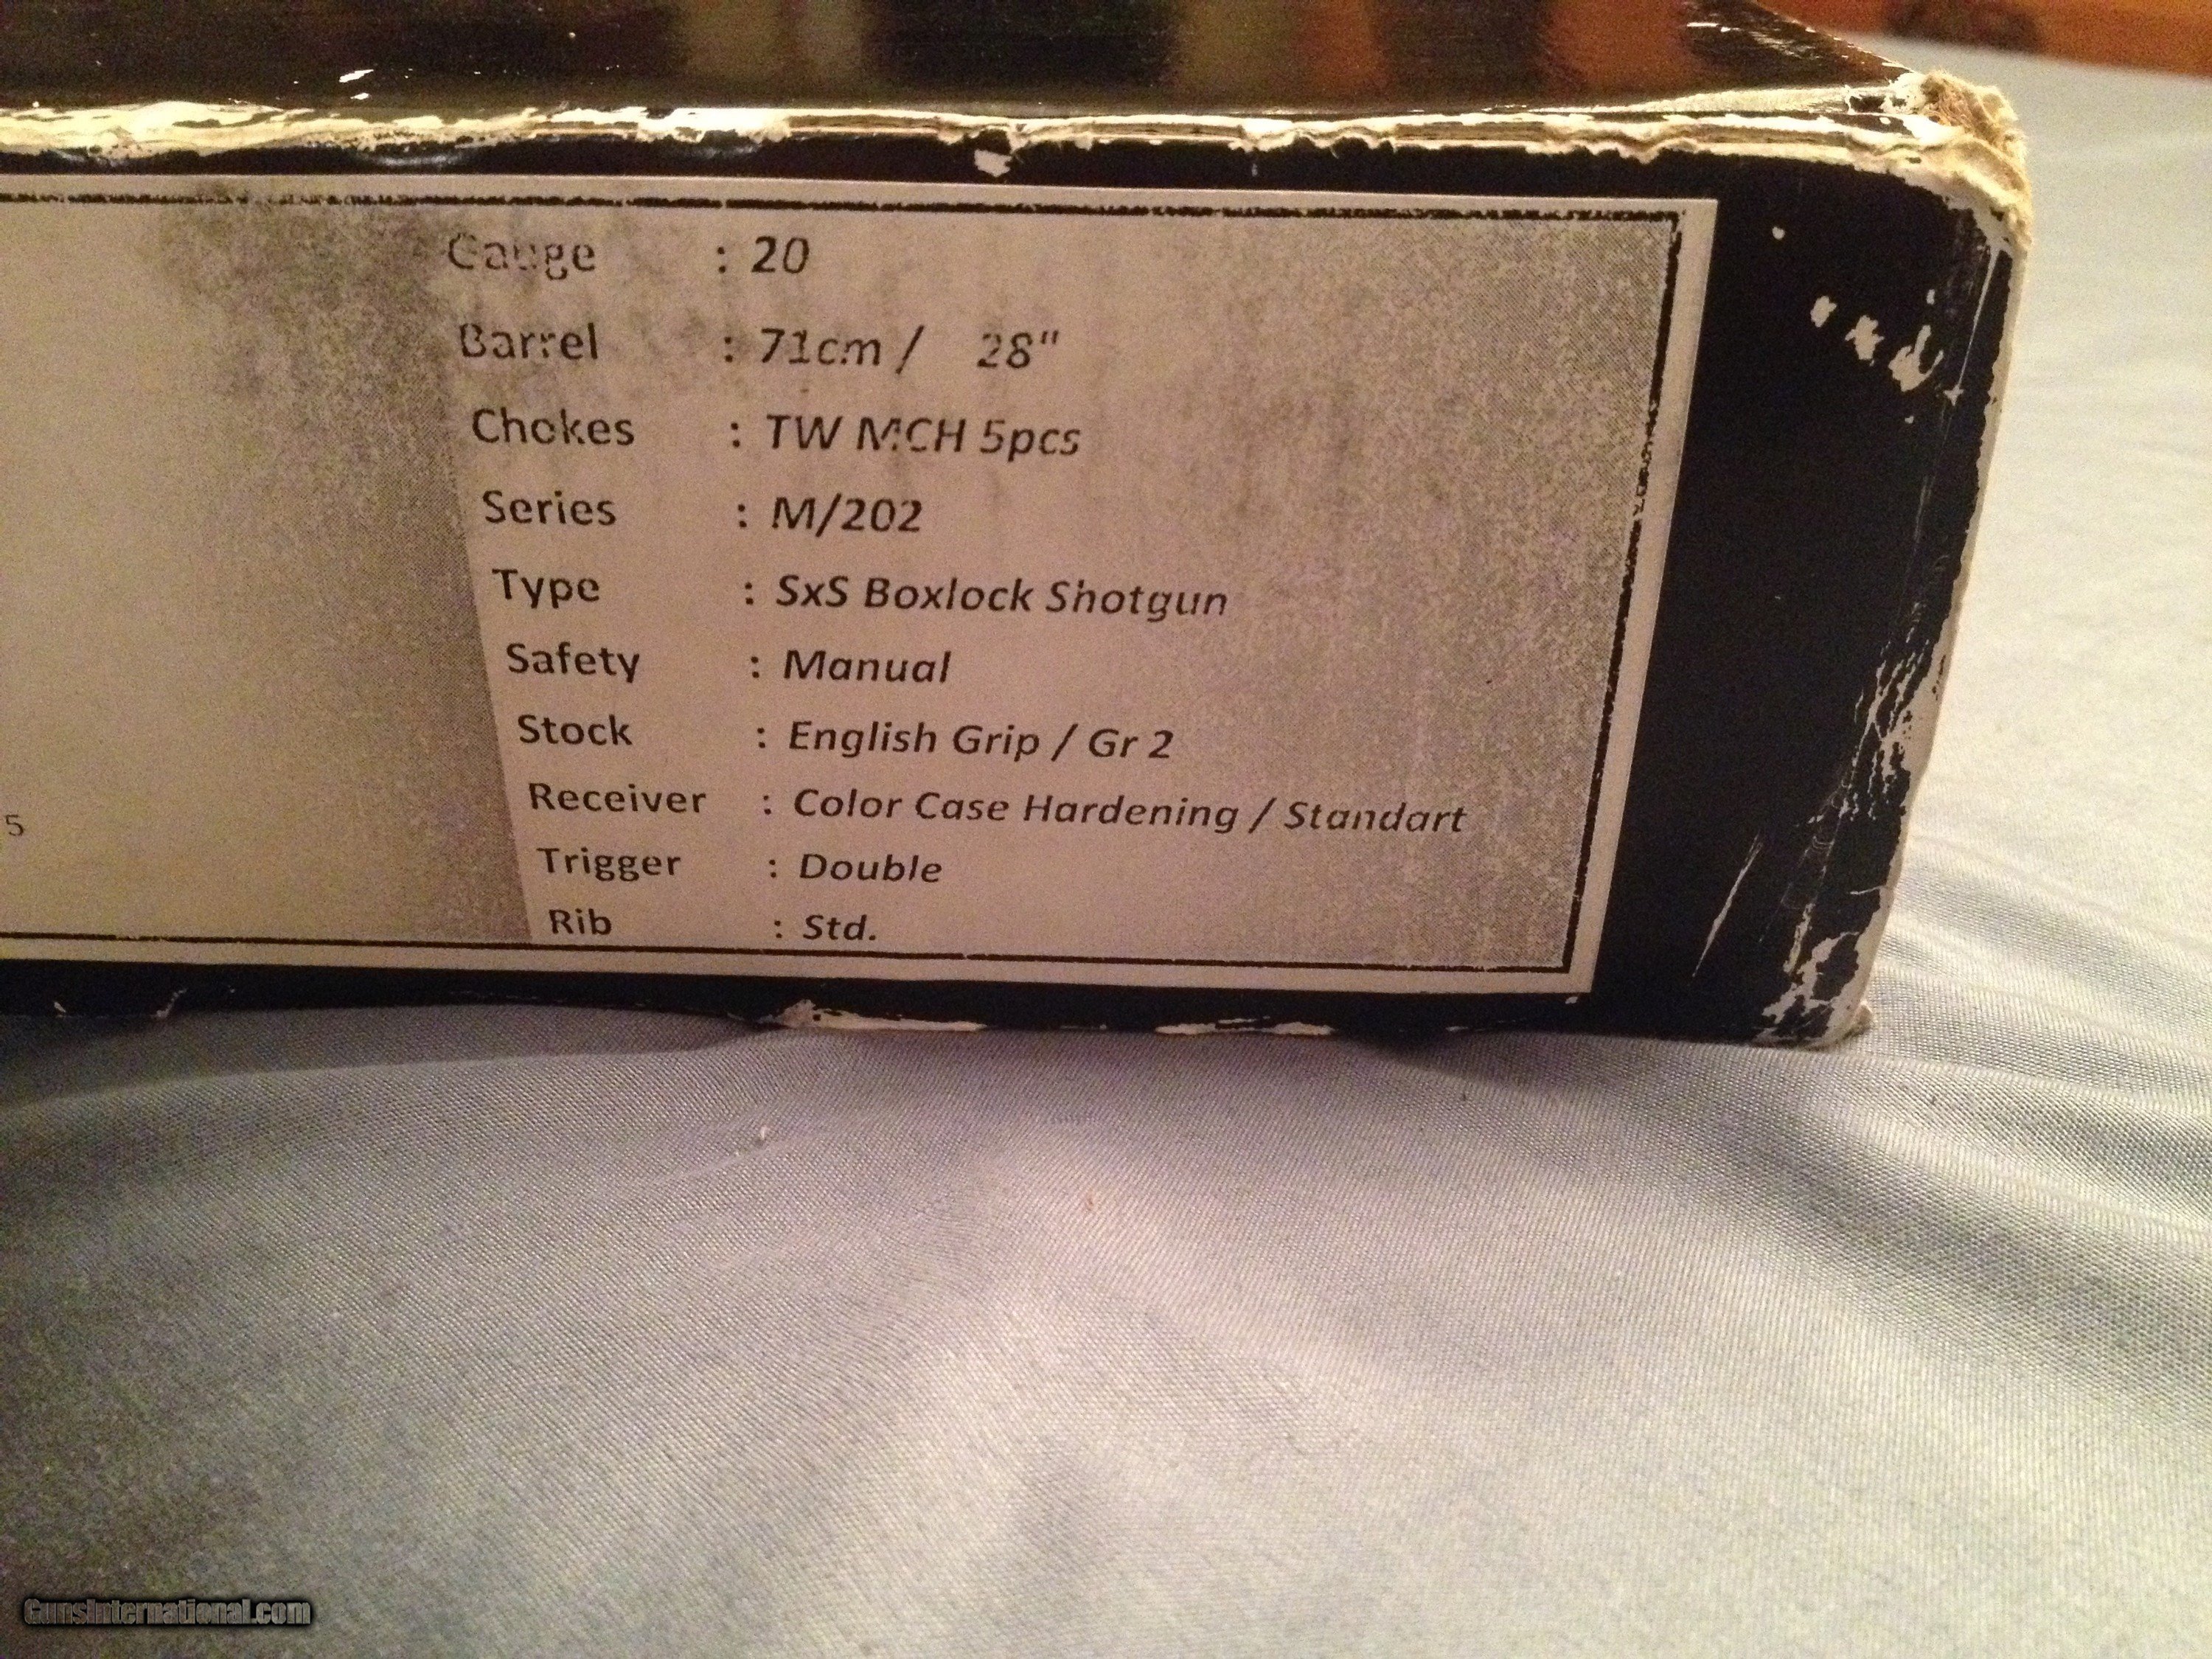 Gauge : 20
Barrel : 71cm / 28"
Chokes : TW MCH 5pcs
Series : M/202
Type : SxS Boxlock Shotgun
Safety : Manual
Stock : English Grip / Gr 2
Receiver : Color Case Hardening / Standart
5
Trigger : Double
Rib : Std.
GunsInternational.com